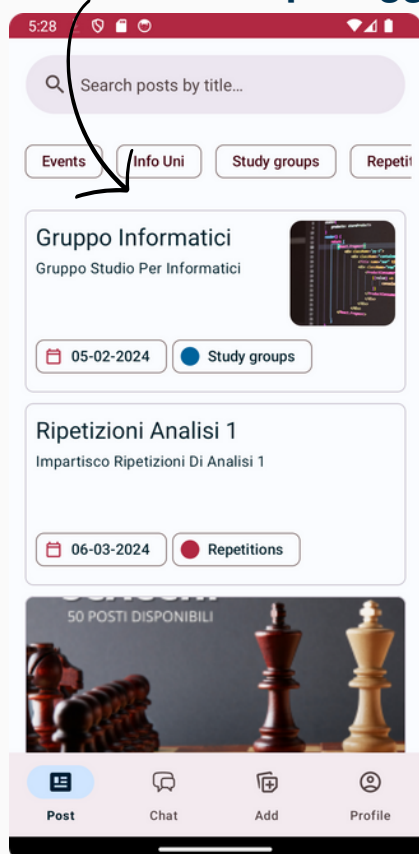 5:28
Search posts by title...
Events
Info Uni
Study groups
Gruppo Informatici
Gruppo Studio Per Informatici
05-02-2024
Study groups
Ripetizioni Analisi 1
Impartisco Ripetizioni Di Analisi 1
06-03-2024
Repetitions
50 POSTI DISPONIBILI
Post
Chat
Add
Profile